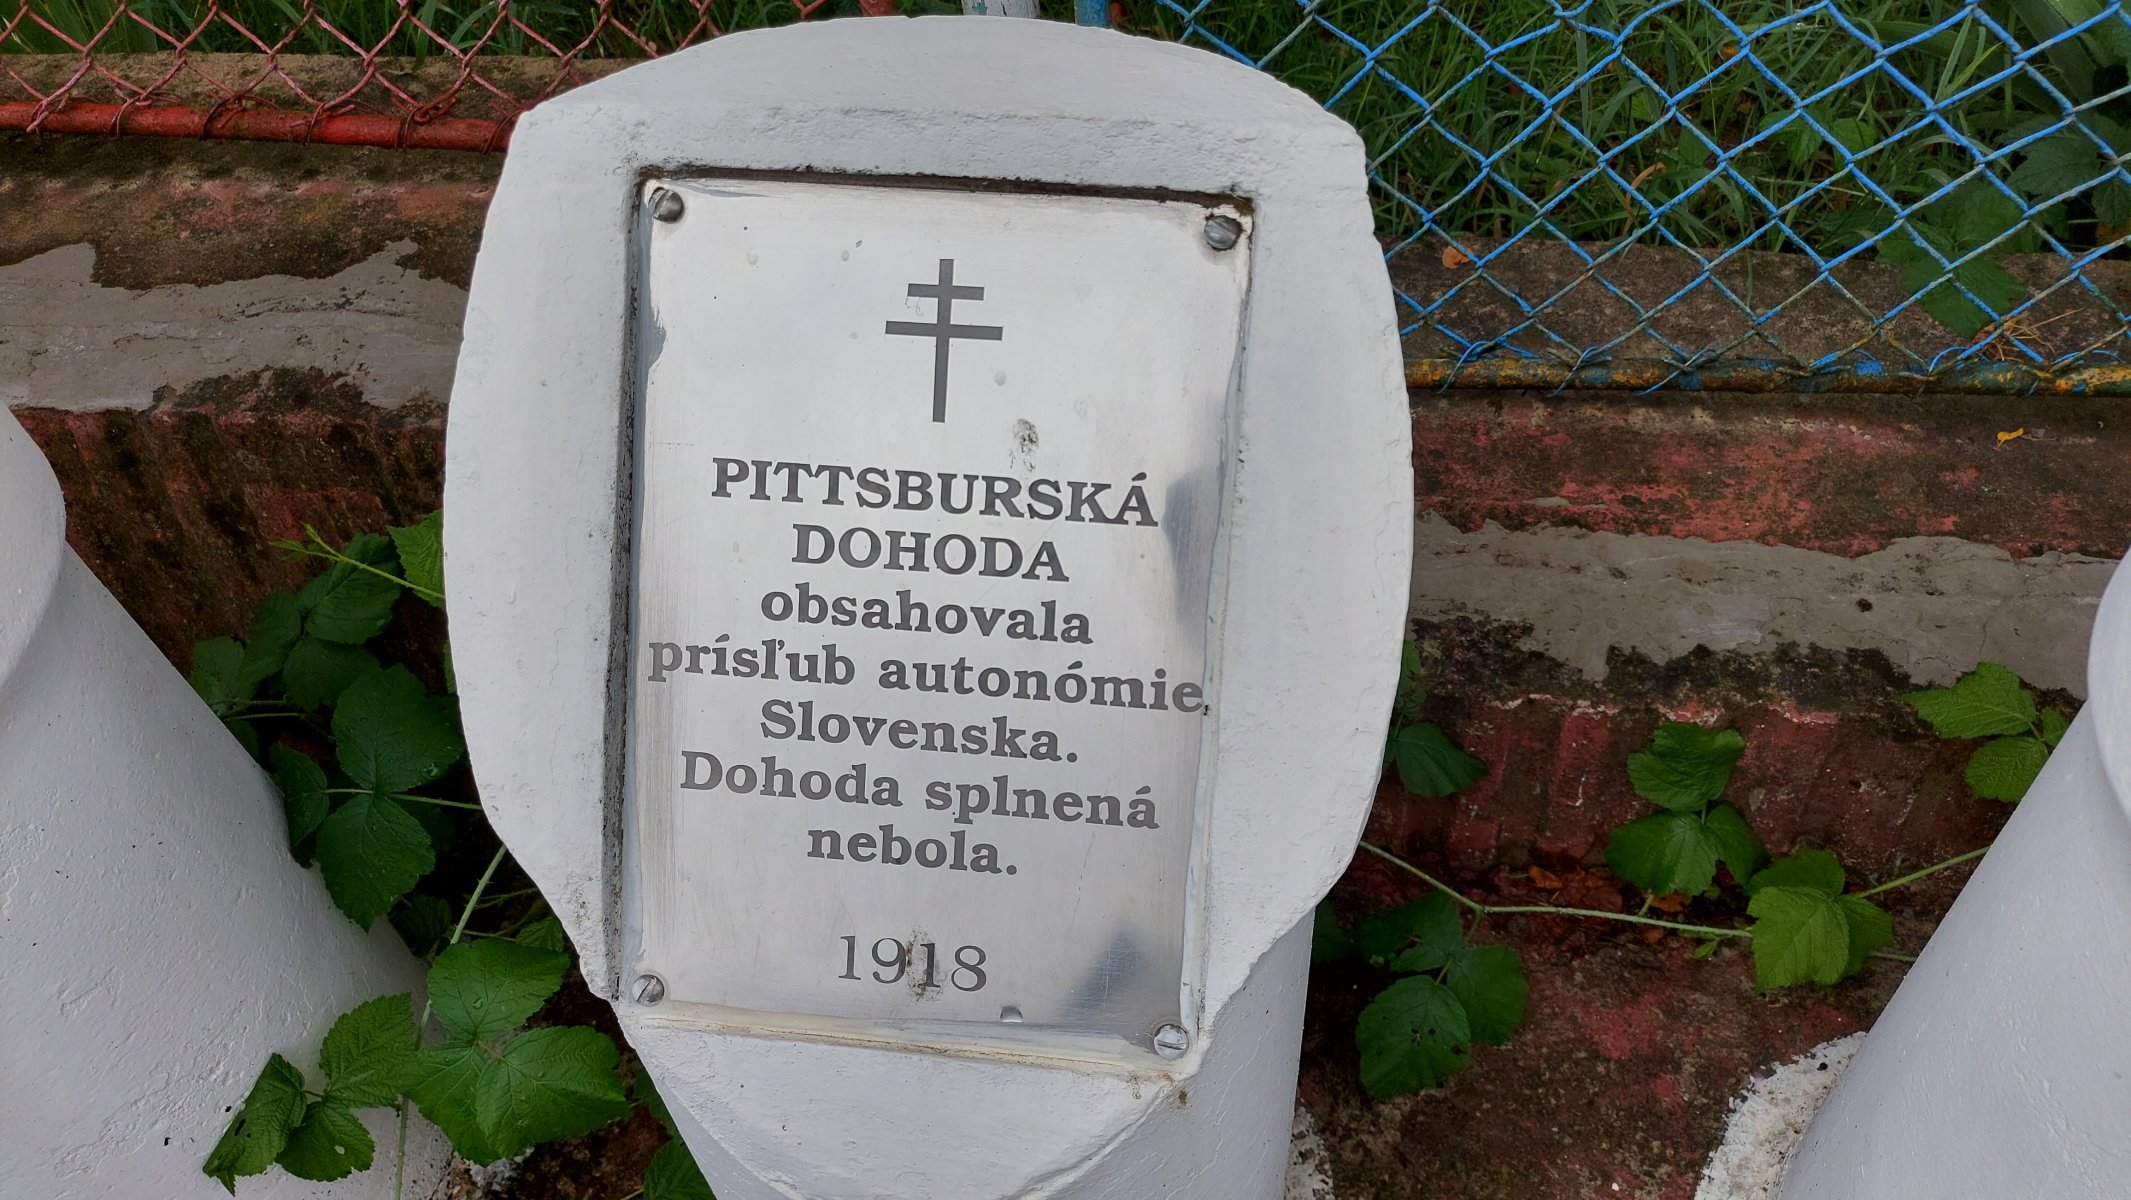 PITTSBURSKÁ
DOHODA
obsahovala
prísľub autonómie
Slovenska.
Dohoda splnená
nebola.
1918